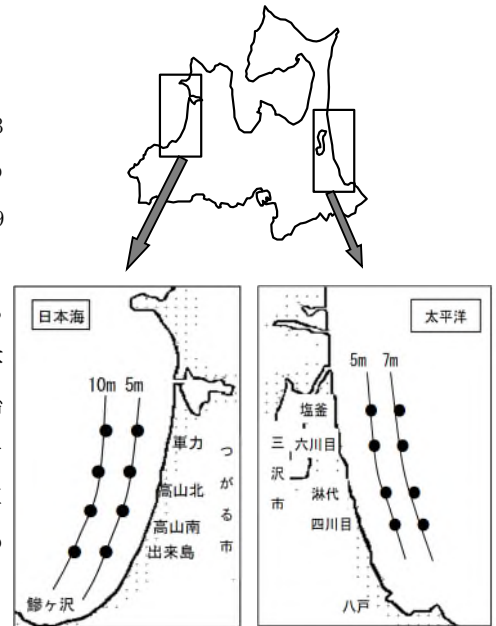 日本海
10m 5m
車力
高山北
高山南
出来島
つがる市
鰺ヶ沢
太平洋
5m 7m
塩釜
六川目
淋代
四川目
三沢市
八戸